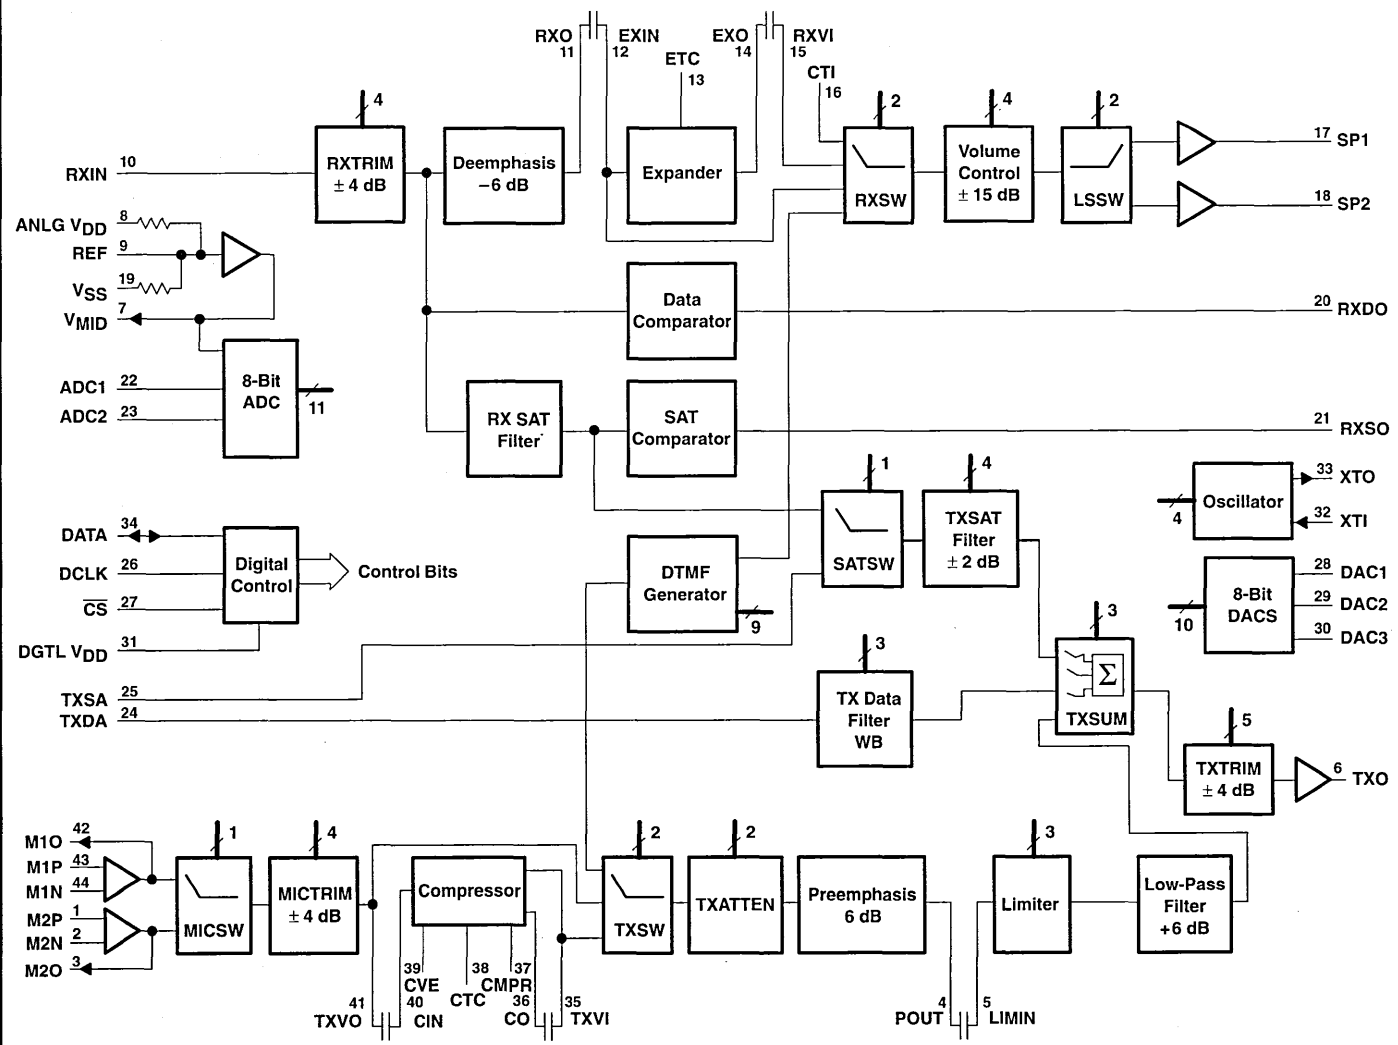 RXO
11
EXIN
12
EXO
14
RXVI
15
ETC
13
CTI
16
4
2
4
2
RXIN
10
RXTRIM
± 4 dB
Deemphasis
−6 dB
Expander
RXSW
Volume
Control
± 15 dB
LSSW
17
SP1
18
SP2
ANLG VDD
8
REF
9
VSS
19
VMID
7
8-Bit
ADC
11
ADC1
22
ADC2
23
Data
Comparator
20
RXDO
RX SAT
Filter
SAT
Comparator
21
RXSO
1
4
SATSW
TXSAT
Filter
± 2 dB
Oscillator
4
33
XTO
32
XTI
DATA
34
DCLK
26
CS
27
DGTL VDD
31
Digital
Control
Control Bits
DTMF
Generator
9
8-Bit
DACS
10
28
DAC1
29
DAC2
30
DAC3
TXSA
25
TXDA
24
3
TX Data
Filter
WB
3
Σ
TXSUM
5
TXTRIM
± 4 dB
6
TXO
M1O
42
M1P
43
M1N
44
M2P
1
M2N
2
M2O
3
1
MICSW
4
MICTRIM
± 4 dB
Compressor
39
CVE
38
CTC
37
CMPR
41
TXVO
40
CIN
36
CO
35
TXVI
2
TXSW
2
TXATTEN
Preemphasis
6 dB
3
Limiter
Low-Pass
Filter
+6 dB
4
POUT
5
LIMIN